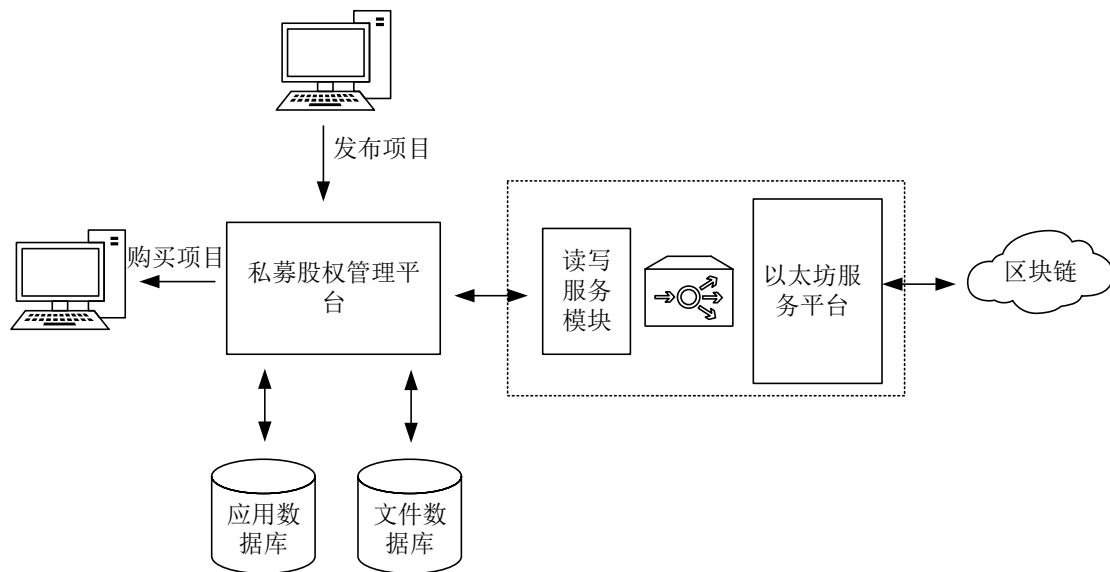 发布项目
购买项目
私募股权管理平
台
读写
服务
模块
以太坊服
务平台
区块链
应用数
据库
文件数
据库